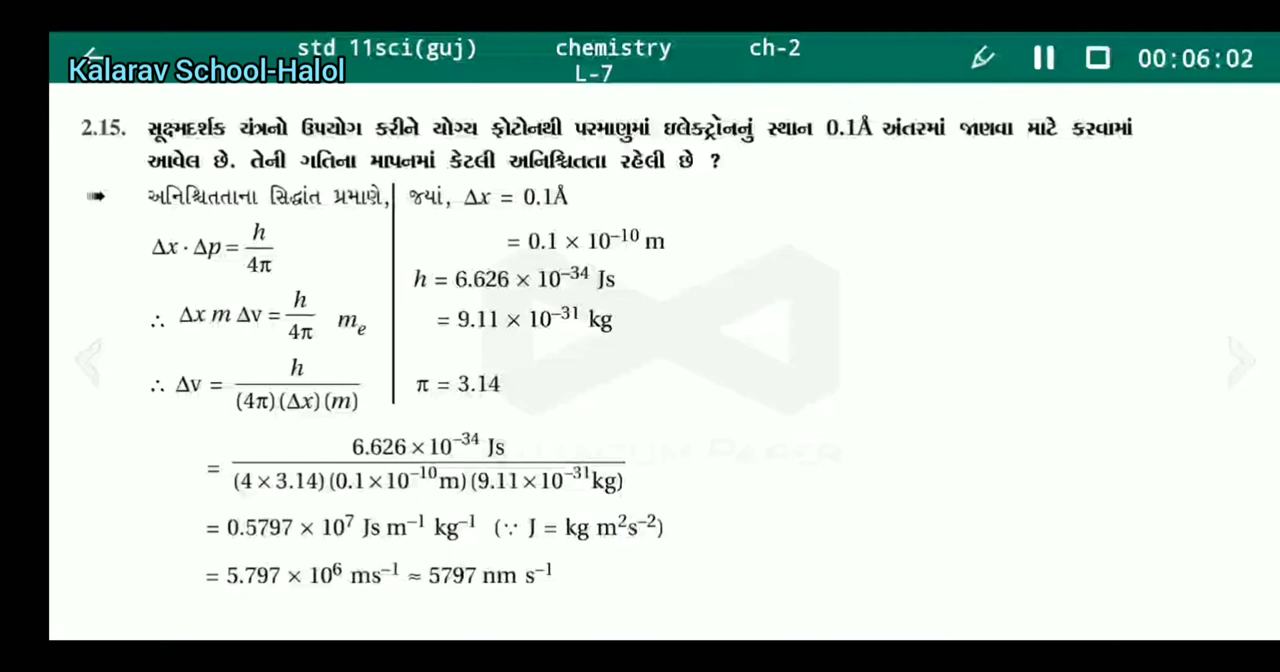 std 11sci(guj) chemistry ch-2
L-7
Kalarav School-Halol
00:06:02
2.15. સૂક્ષ્મદર્શક યંત્રનો ઉપયોગ કરીને યોગ્ય ફોટોનથી પરમાણુમાં ઇલેક્ટ્રૉનનું સ્થાન 0.1Å અંતરમાં જાણવા માટે કરવામાં
આવેલ છે. તેની ગતિના માપનમાં કેટલી અનિશ્ચિતતા રહેલી છે ?
➠ અનિશ્ચિતતાના સિદ્ધાંત પ્રમાણે,
Δx · Δp = h / 4π
∴ Δx m Δv = h / 4π
∴ Δv = h / (4π) (Δx) (m)
જ્યાં, Δx = 0.1Å
= 0.1 × 10⁻¹⁰ m
h = 6.626 × 10⁻³⁴ Js
mₑ = 9.11 × 10⁻³¹ kg
π = 3.14
= 6.626 × 10⁻³⁴ Js / (4 × 3.14) (0.1 × 10⁻¹⁰ m) (9.11 × 10⁻³¹ kg)
= 0.5797 × 10⁷ Js m⁻¹ kg⁻¹ (∵ J = kg m²s⁻²)
= 5.797 × 10⁶ ms⁻¹ ≈ 5797 nm s⁻¹